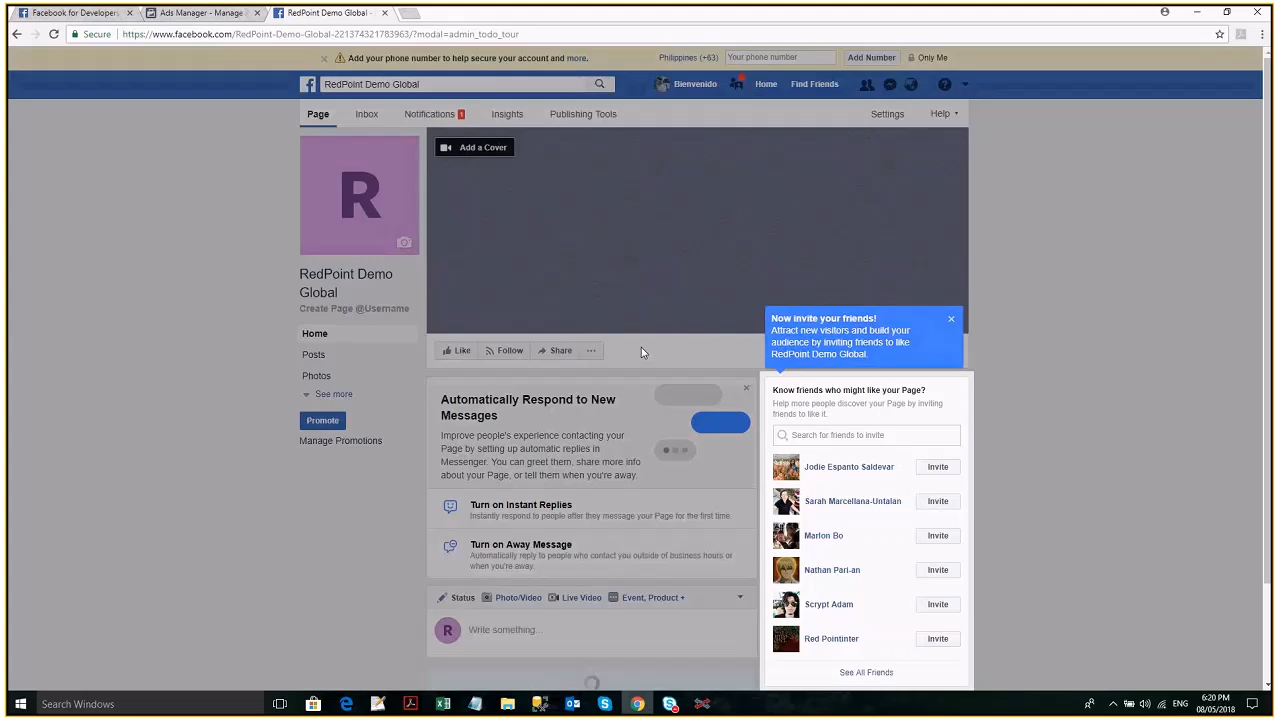 Facebook for Developers
Ads Manager - Manage
RedPoint Demo Global -
Secure
https://www.facebook.com/RedPoint-Demo-Global-221374321783963/?modal=admin_todo_tour
Add your phone number to help secure your account and more.
Philippines (+63)
Your phone number
Add Number
Only Me
RedPoint Demo Global
Bienvenido
Home
Find Friends
Page
Inbox
Notifications 1
Insights
Publishing Tools
Settings
Help
Add a Cover
R
RedPoint Demo
Global
Create Page @Username
Home
Posts
Photos
See more
Promote
Manage Promotions
Like
Follow
Share
Now invite your friends!
Attract new visitors and build your
audience by inviting friends to like
RedPoint Demo Global.
Automatically Respond to New
Messages
Improve people's experience contacting your
Page by setting up automatic replies in
Messenger. You can greet them, share more info
about your Page, or tell them when you're away.
Turn on Instant Replies
Instantly respond to people after they message your Page for the first time.
Turn on Away Message
Automatically reply to people who contact you outside of business hours or
when you're away.
Status
Photo/Video
Live Video
Event, Product +
R
Write something...
Know friends who might like your Page?
Help more people discover your Page by inviting
friends to like it.
Search for friends to invite
Jodie Espanto Saldevar
Invite
Sarah Marcellana-Untalan
Invite
Marlon Bo
Invite
Nathan Pari-an
Invite
Scrypt Adam
Invite
Red Pointinter
Invite
See All Friends
Search Windows
ENG
6:20 PM
08/05/2018